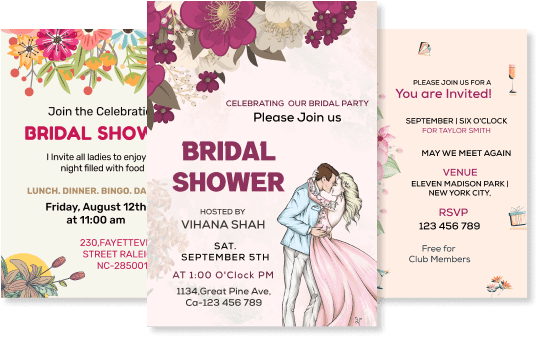 Join the Celebratio
BRIDAL SHOW
I Invite all ladies to enjoy
night filled with food
LUNCH. DINNER. BINGO. DA
Friday, August 12th
at 11:00 am
230,FAYETTEV
STREET RALEI
NC-28500
CELEBRATING OUR BRIDAL PARTY
Please Join us
BRIDAL
SHOWER
HOSTED BY
VIHANA SHAH
SAT.
SEPTEMBER 5TH
AT 1:00 O'Clock PM
1134,Great Pine Ave,
Ca-123 456 789
PLEASE JOIN US FOR A
You are Invited!
SEPTEMBER | SIX O'CLOCK
FOR TAYLOR SMITH
MAY WE MEET AGAIN
VENUE
ELEVEN MADISON PARK |
NEW YORK CITY.
RSVP
123 456 789
Free for
Club Members